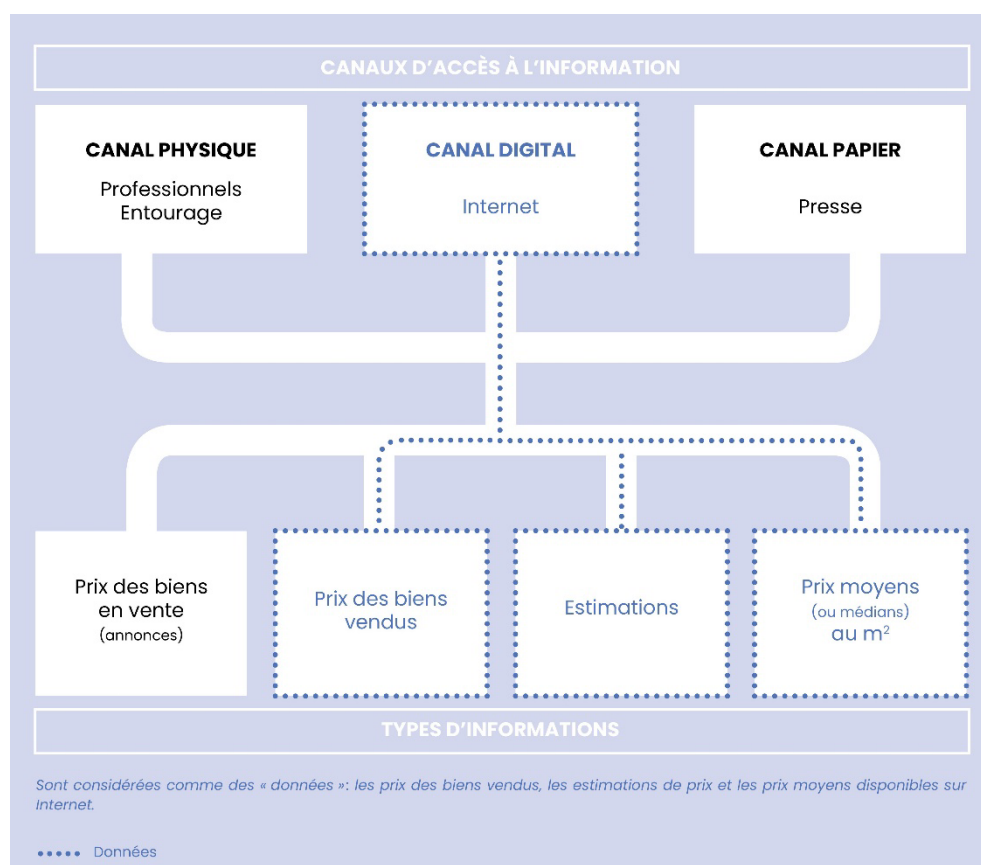 CANAUX D'ACCÈS À L'INFORMATION
CANAL PHYSIQUE
Professionnels
Entourage
CANAL DIGITAL
Internet
CANAL PAPIER
Presse
Prix des biens
en vente
(annonces)
Prix des biens
vendus
Estimations
Prix moyens
(ou médians)
au m²
TYPES D'INFORMATIONS
Sont considérées comme des « données »: les prix des biens vendus, les estimations de prix et les prix moyens disponibles sur
Internet.
Données